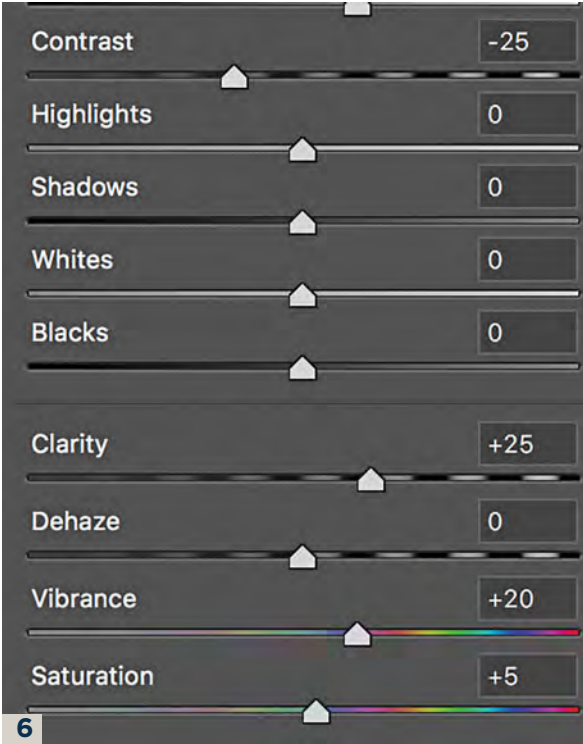 Contrast -25
Highlights 0
Shadows 0
Whites 0
Blacks 0
Clarity +25
Dehaze 0
Vibrance +20
Saturation +5
6